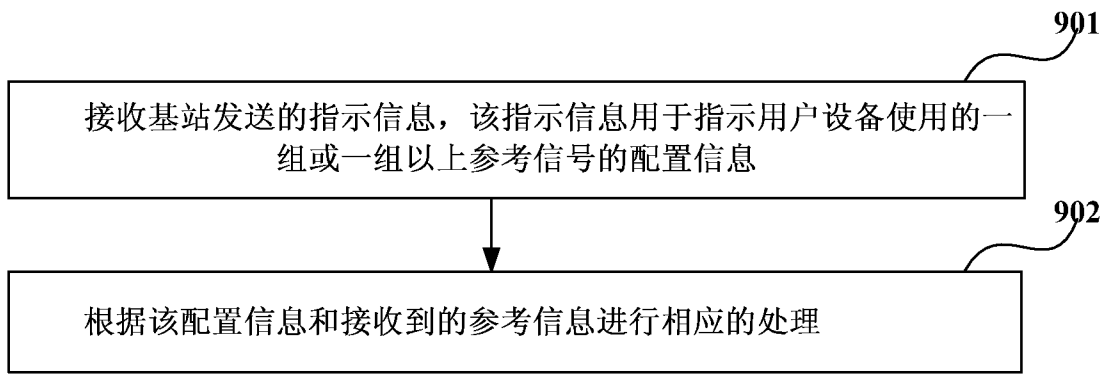 901
接收基站发送的指示信息，该指示信息用于指示用户设备使用的一
组或一组以上参考信号的配置信息
902
根据该配置信息和接收到的参考信息进行相应的处理